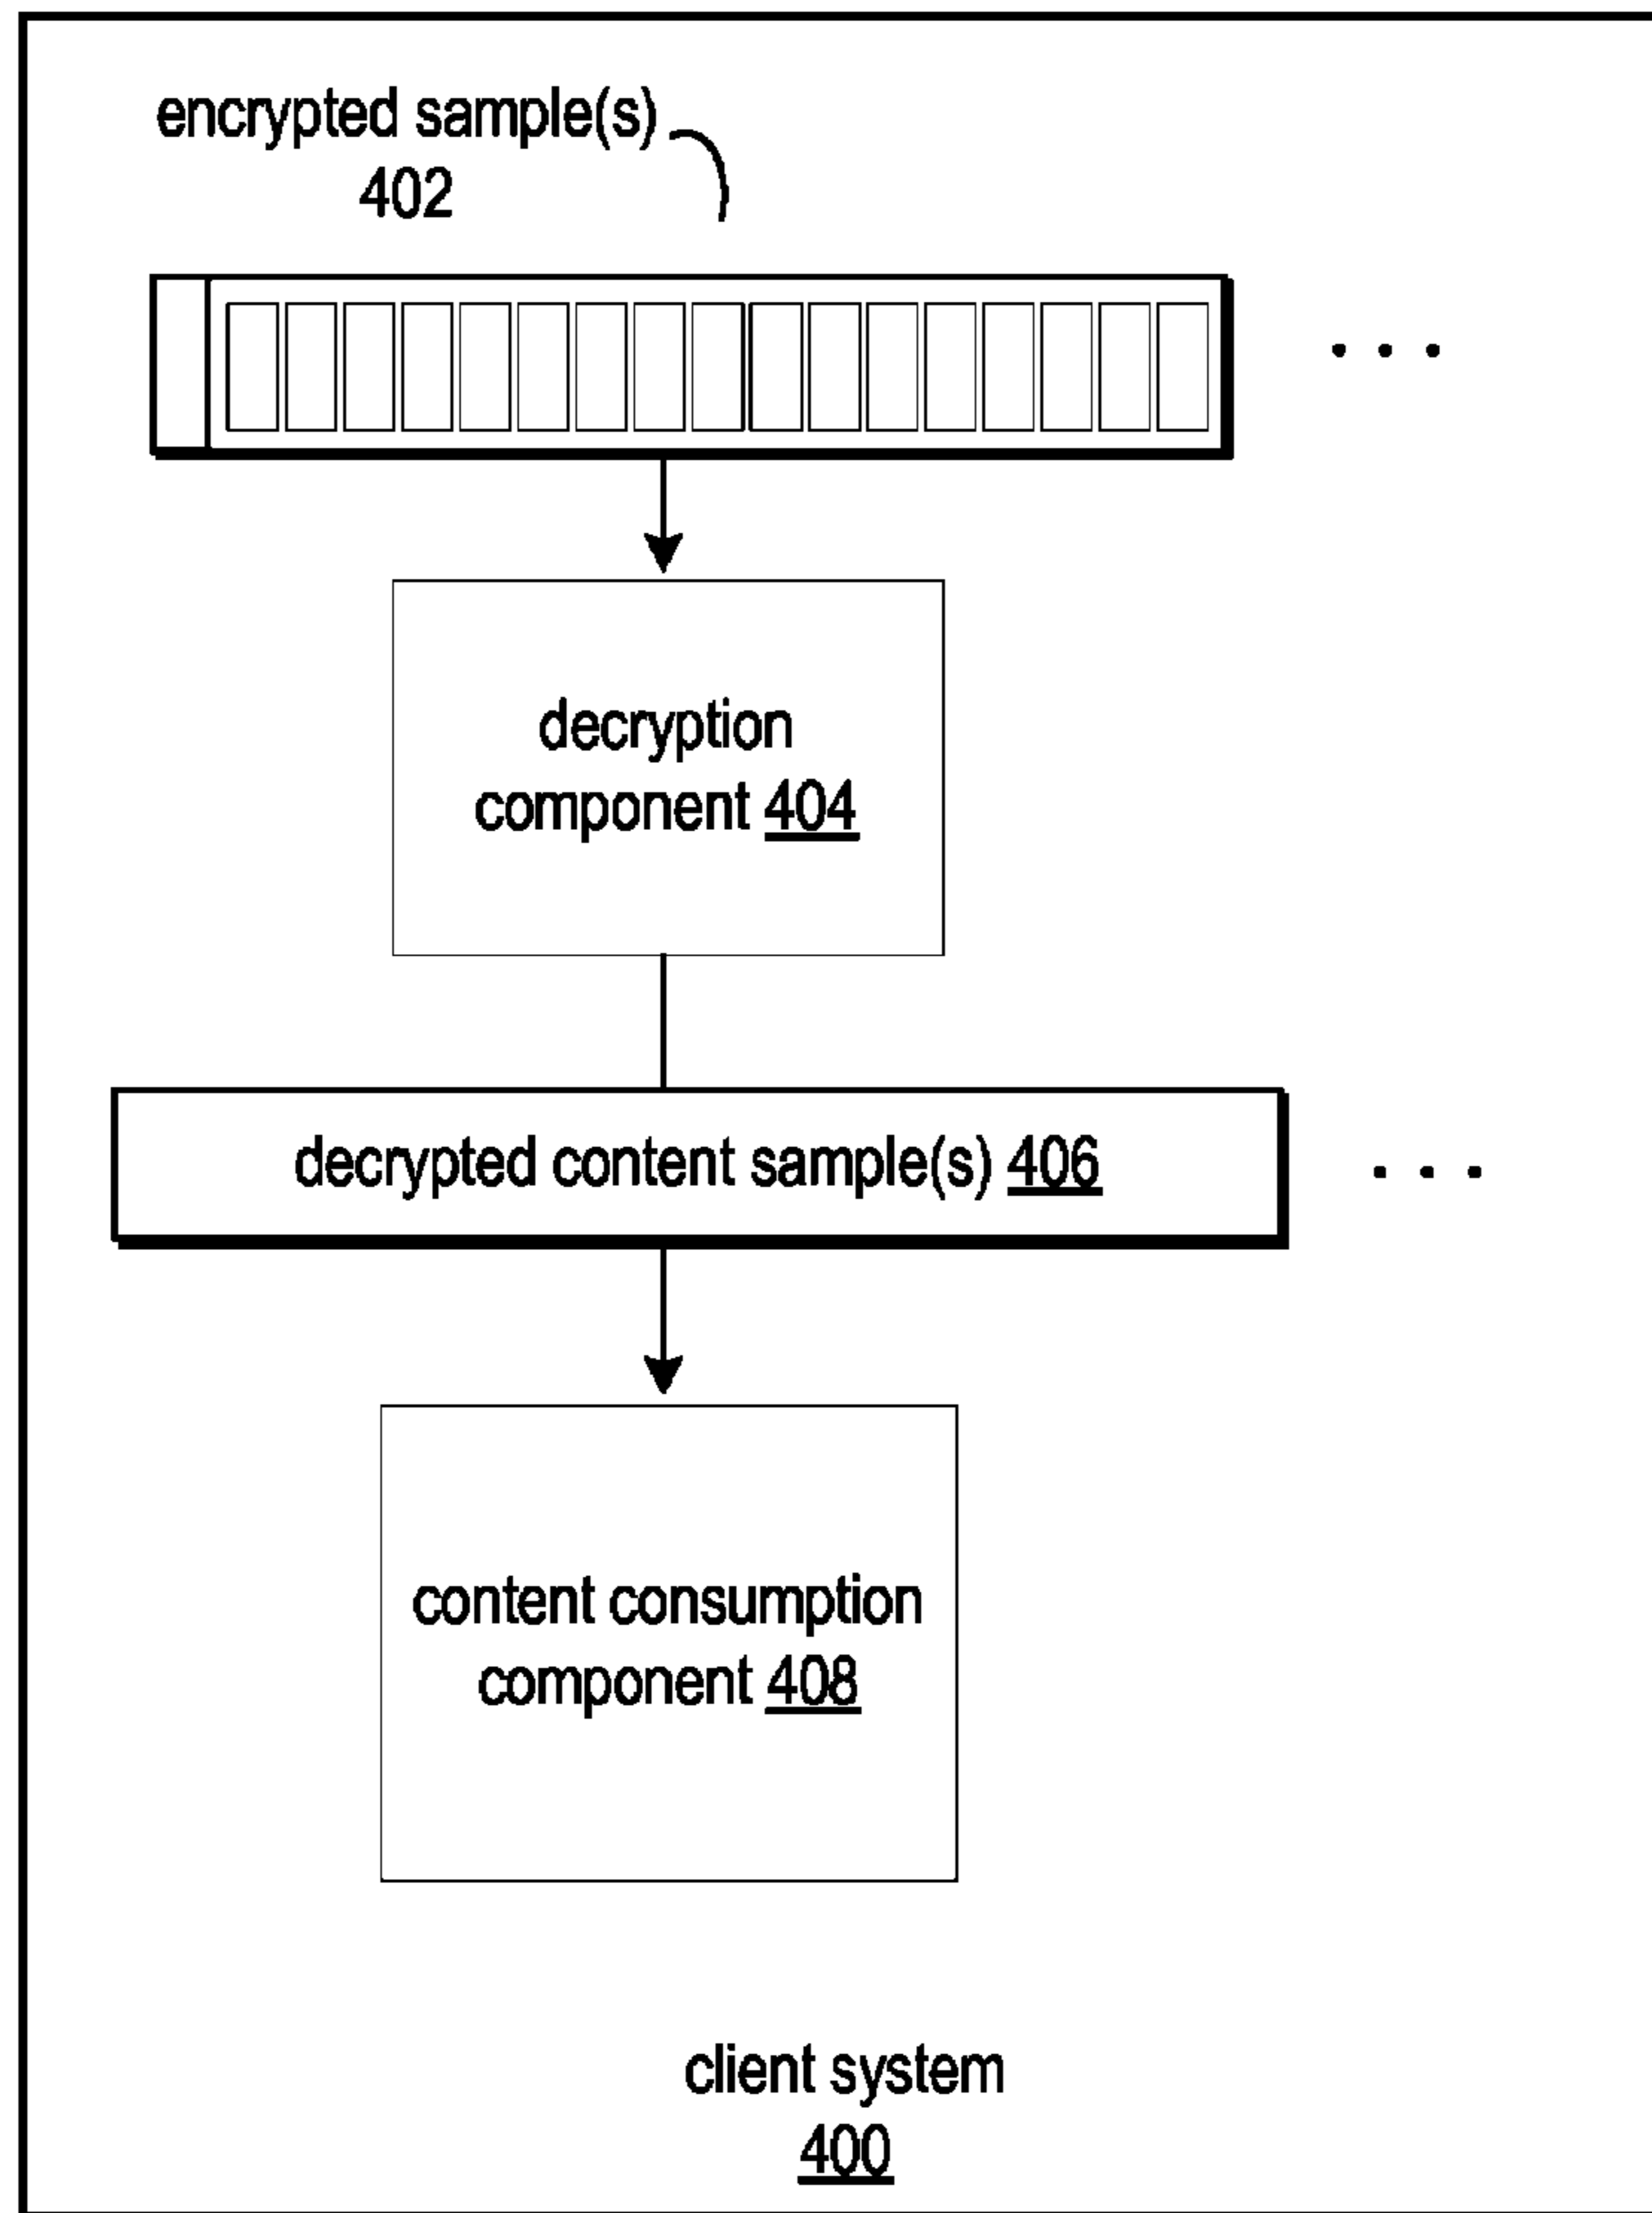 encrypted sample(s)
402
. . .
decryption
component 404
decrypted content sample(s) 406
. . .
content consumption
component 408
client system
400